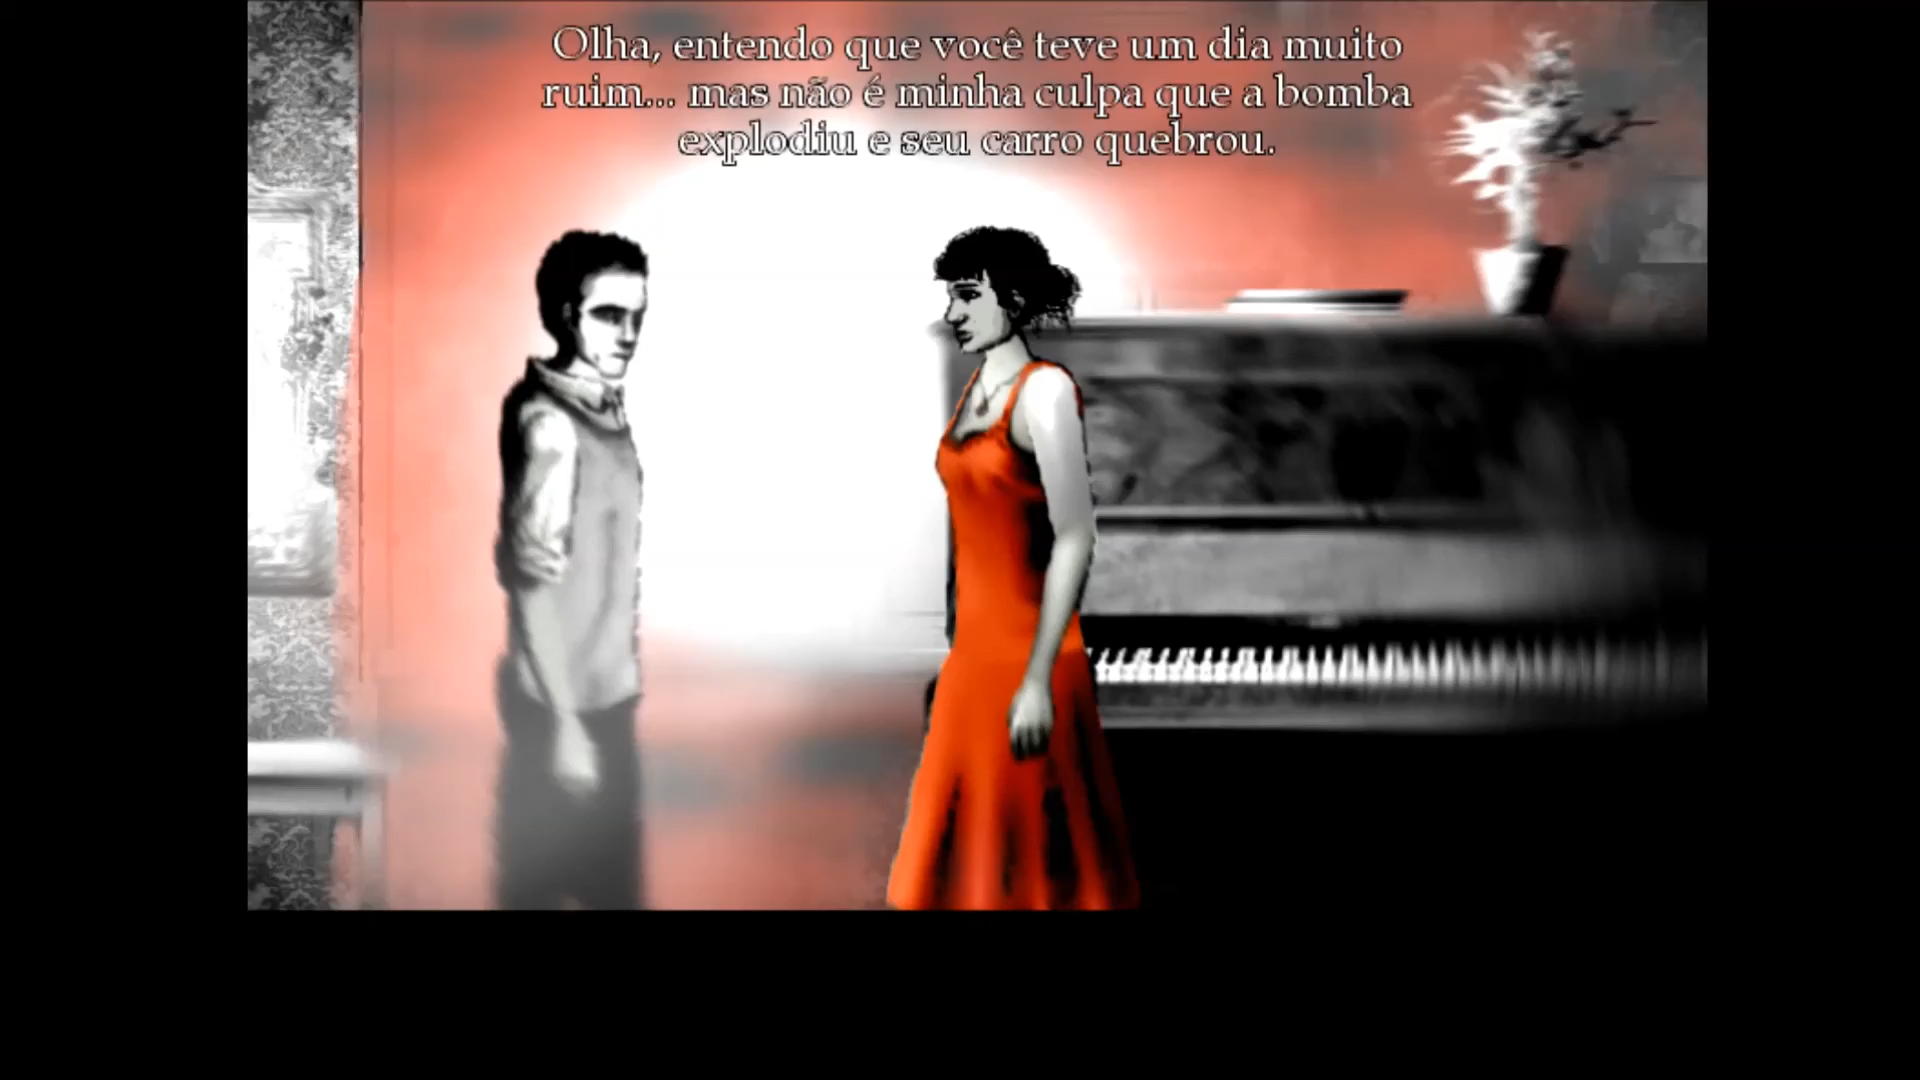 Olha, entendo que você teve um dia muito
ruim... mas não é minha culpa que a bomba
explodiu e seu carro quebrou.